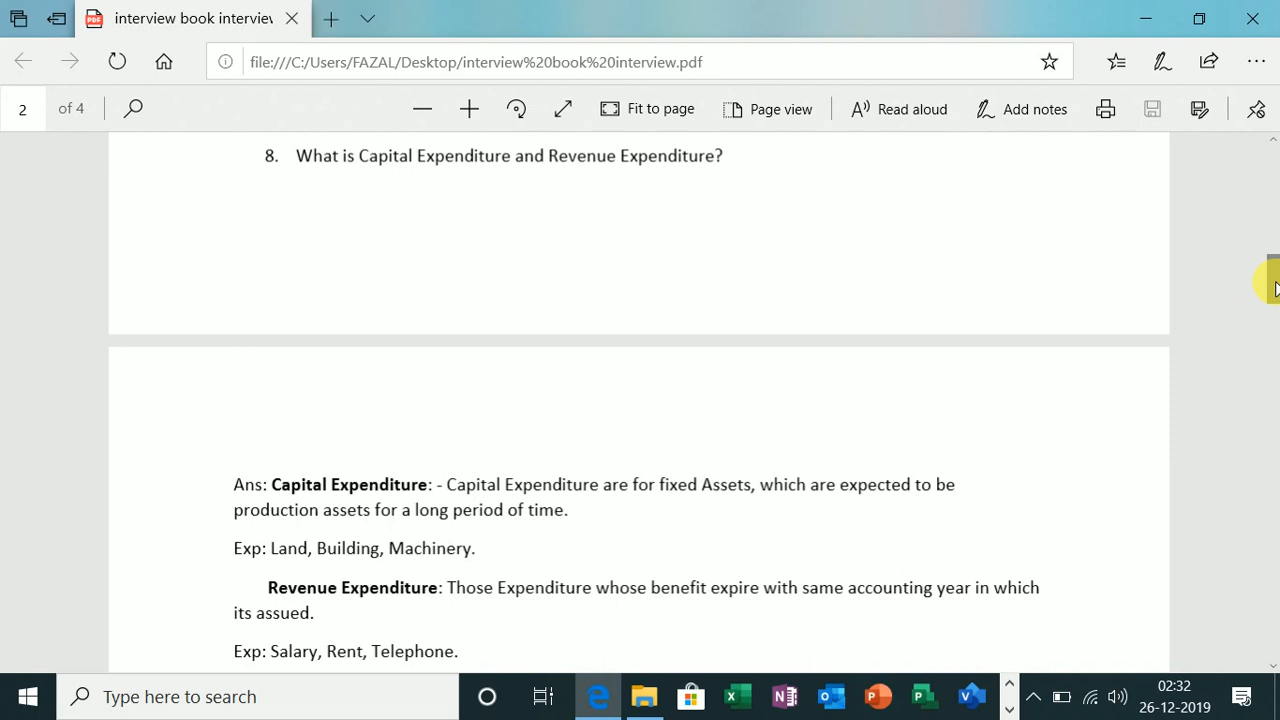 interview book interview
file:///C:/Users/FAZAL/Desktop/interview%20book%20interview.pdf
2 of 4
Fit to page
Page view
Read aloud
Add notes
8. What is Capital Expenditure and Revenue Expenditure?
Ans: Capital Expenditure: - Capital Expenditure are for fixed Assets, which are expected to be
production assets for a long period of time.
Exp: Land, Building, Machinery.
Revenue Expenditure: Those Expenditure whose benefit expire with same accounting year in which
its assued.
Exp: Salary, Rent, Telephone.
Type here to search
02:32
26-12-2019